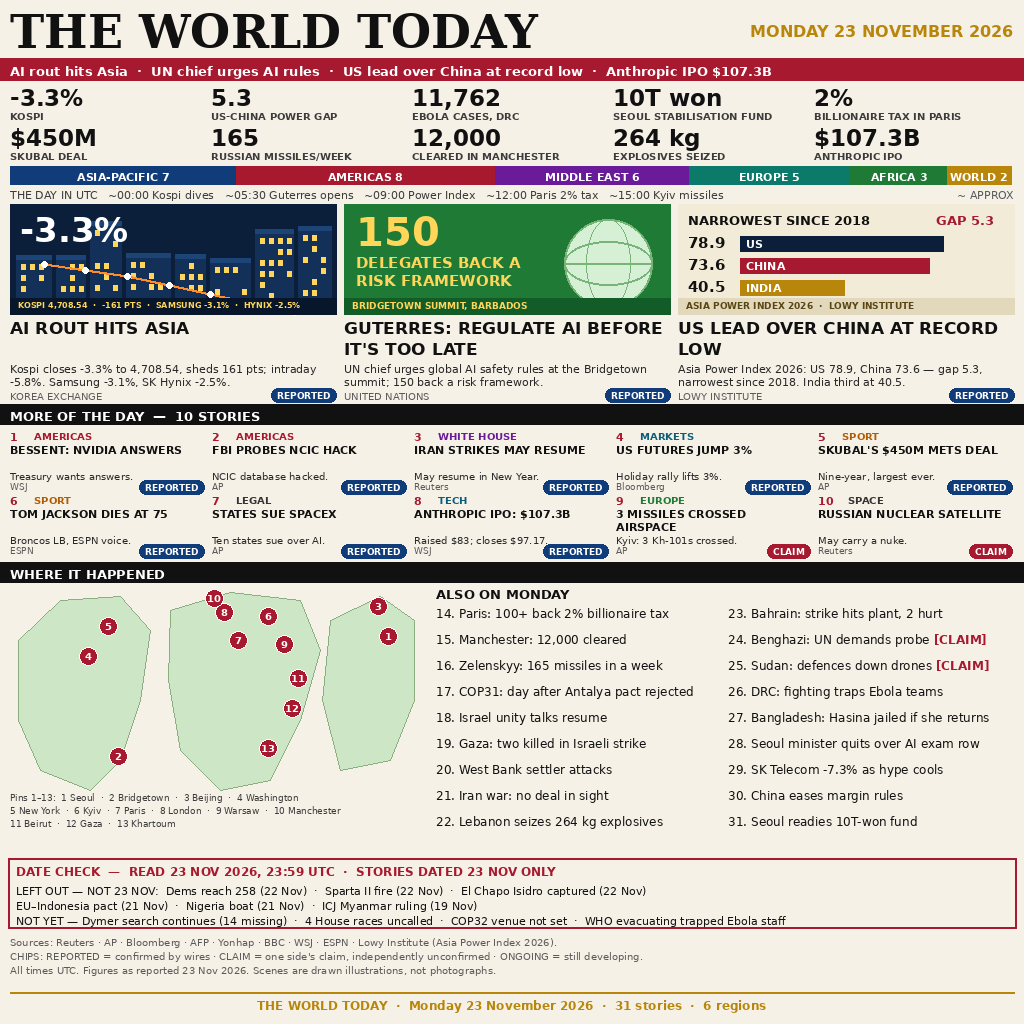 THE WORLD TODAY
MONDAY 23 NOVEMBER 2026
AI rout hits Asia · UN chief urges AI rules · US lead over China at record low · Anthropic IPO $107.3B
-3.3%
KOSPI
5.3
US-CHINA POWER GAP
11,762
EBOLA CASES, DRC
10T won
SEOUL STABILISATION FUND
2%
BILLIONAIRE TAX IN PARIS
$450M
SKUBAL DEAL
165
RUSSIAN MISSILES/WEEK
12,000
CLEARED IN MANCHESTER
264 kg
EXPLOSIVES SEIZED
$107.3B
ANTHROPIC IPO
ASIA-PACIFIC 7
AMERICAS 8
MIDDLE EAST 6
EUROPE 5
AFRICA 3
WORLD 2
THE DAY IN UTC ~00:00 Kospi dives ~05:30 Guterres opens ~09:00 Power Index ~12:00 Paris 2% tax ~15:00 Kyiv missiles
~ APPROX
-3.3%
KOSPI 4,708.54 · -161 PTS · SAMSUNG -3.1% · HYNIX -2.5%
150
DELEGATES BACK A
RISK FRAMEWORK
BRIDGETOWN SUMMIT, BARBADOS
NARROWEST SINCE 2018
GAP 5.3
78.9 US
73.6 CHINA
40.5 INDIA
ASIA POWER INDEX 2026 · LOWY INSTITUTE
AI ROUT HITS ASIA
Kospi closes -3.3% to 4,708.54, sheds 161 pts; intraday
-5.8%. Samsung -3.1%, SK Hynix -2.5%.
KOREA EXCHANGE
REPORTED
GUTERRES: REGULATE AI BEFORE
IT'S TOO LATE
UN chief urges global AI safety rules at the Bridgetown
summit; 150 back a risk framework.
UNITED NATIONS
REPORTED
US LEAD OVER CHINA AT RECORD
LOW
Asia Power Index 2026: US 78.9, China 73.6 — gap 5.3,
narrowest since 2018. India third at 40.5.
LOWY INSTITUTE
REPORTED
MORE OF THE DAY — 10 STORIES
1 AMERICAS
BESSENT: NVIDIA ANSWERS
Treasury wants answers.
WSJ
REPORTED
2 AMERICAS
FBI PROBES NCIC HACK
NCIC database hacked.
AP
REPORTED
3 WHITE HOUSE
IRAN STRIKES MAY RESUME
May resume in New Year.
Reuters
REPORTED
4 MARKETS
US FUTURES JUMP 3%
Holiday rally lifts 3%.
Bloomberg
REPORTED
5 SPORT
SKUBAL'S $450M METS DEAL
Nine-year, largest ever.
AP
REPORTED
6 SPORT
TOM JACKSON DIES AT 75
Broncos LB, ESPN voice.
ESPN
REPORTED
7 LEGAL
STATES SUE SPACEX
Ten states sue over AI.
AP
REPORTED
8 TECH
ANTHROPIC IPO: $107.3B
Raised $83; closes $97.17.
WSJ
REPORTED
9 EUROPE
3 MISSILES CROSSED
AIRSPACE
Kyiv: 3 Kh-101s crossed.
AP
CLAIM
10 SPACE
RUSSIAN NUCLEAR SATELLITE
May carry a nuke.
Reuters
CLAIM
WHERE IT HAPPENED
10
8
6
3
5
7
9
1
4
11
12
13
2
Pins 1–13: 1 Seoul · 2 Bridgetown · 3 Beijing · 4 Washington
5 New York · 6 Kyiv · 7 Paris · 8 London · 9 Warsaw · 10 Manchester
11 Beirut · 12 Gaza · 13 Khartoum
ALSO ON MONDAY
14. Paris: 100+ back 2% billionaire tax
15. Manchester: 12,000 cleared
16. Zelenskyy: 165 missiles in a week
17. COP31: day after Antalya pact rejected
18. Israel unity talks resume
19. Gaza: two killed in Israeli strike
20. West Bank settler attacks
21. Iran war: no deal in sight
22. Lebanon seizes 264 kg explosives
23. Bahrain: strike hits plant, 2 hurt
24. Benghazi: UN demands probe [CLAIM]
25. Sudan: defences down drones [CLAIM]
26. DRC: fighting traps Ebola teams
27. Bangladesh: Hasina jailed if she returns
28. Seoul minister quits over AI exam row
29. SK Telecom -7.3% as hype cools
30. China eases margin rules
31. Seoul readies 10T-won fund
DATE CHECK — READ 23 NOV 2026, 23:59 UTC · STORIES DATED 23 NOV ONLY
LEFT OUT — NOT 23 NOV: Dems reach 258 (22 Nov) · Sparta II fire (22 Nov) · El Chapo Isidro captured (22 Nov)
EU–Indonesia pact (21 Nov) · Nigeria boat (21 Nov) · ICJ Myanmar ruling (19 Nov)
NOT YET — Dymer search continues (14 missing) · 4 House races uncalled · COP32 venue not set · WHO evacuating trapped Ebola staff
Sources: Reuters · AP · Bloomberg · AFP · Yonhap · BBC · WSJ · ESPN · Lowy Institute (Asia Power Index 2026).
CHIPS: REPORTED = confirmed by wires · CLAIM = one side's claim, independently unconfirmed · ONGOING = still developing.
All times UTC. Figures as reported 23 Nov 2026. Scenes are drawn illustrations, not photographs.
THE WORLD TODAY · Monday 23 November 2026 · 31 stories · 6 regions